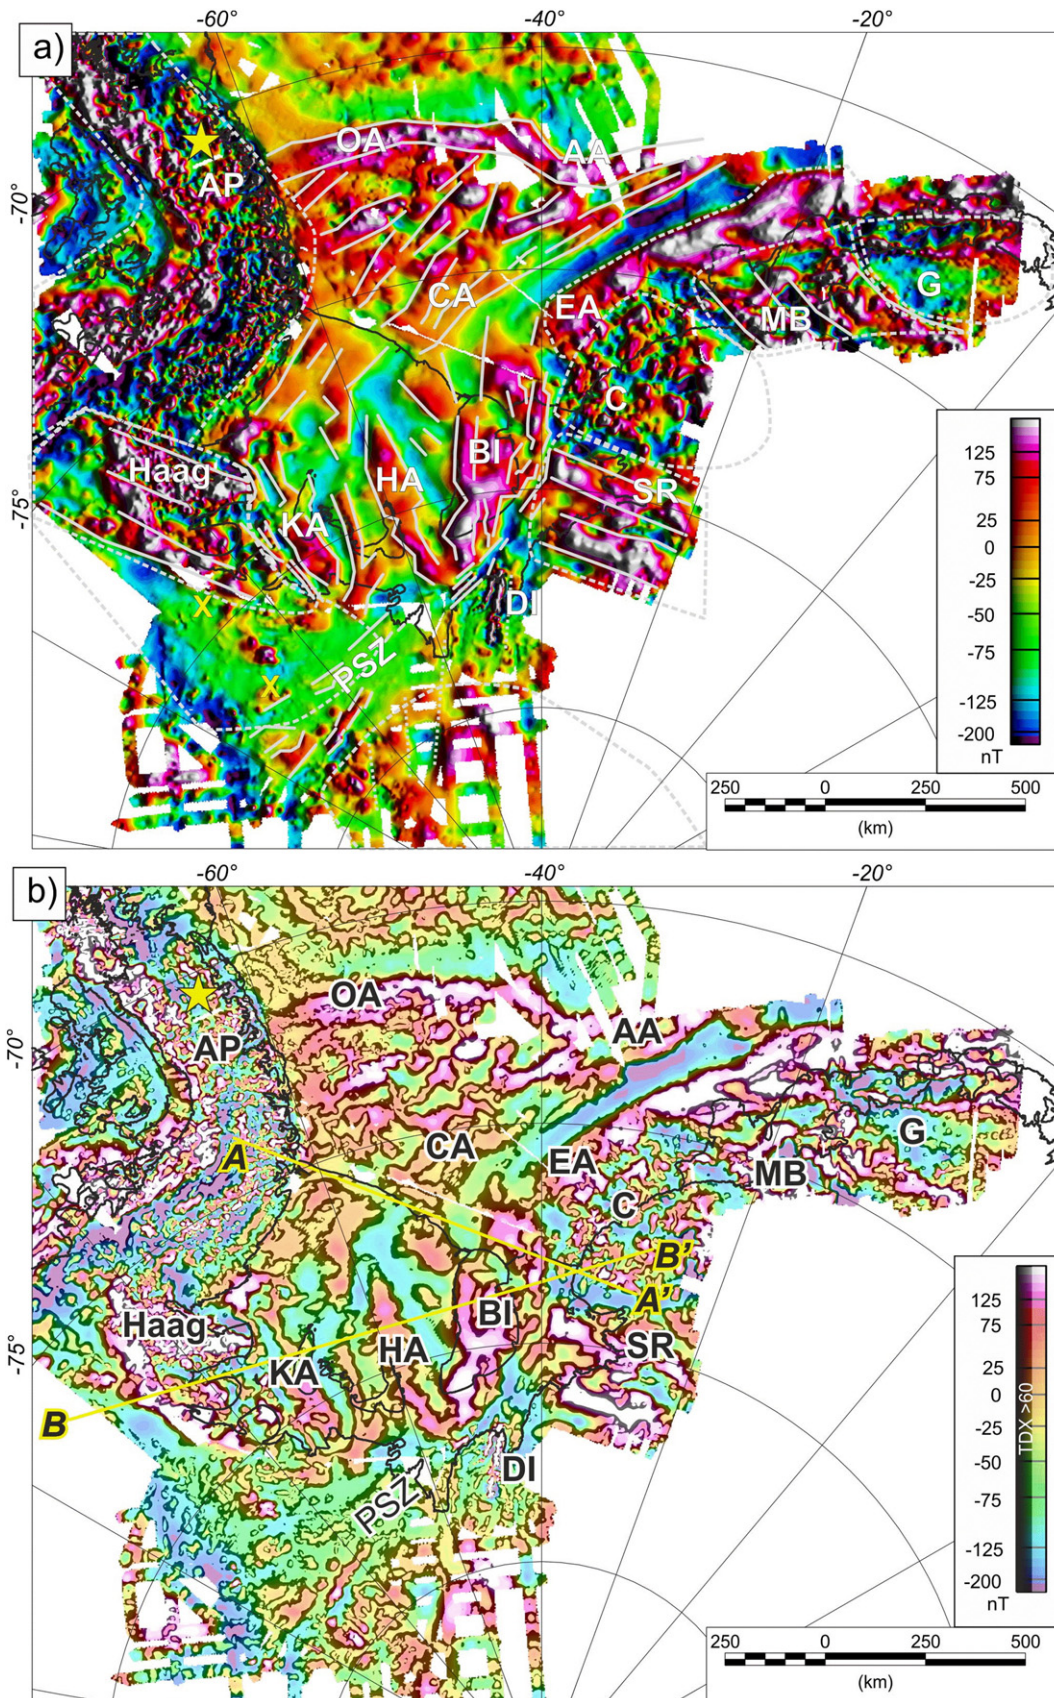 -60° -40° -20°
a)
OA
AA
AP
-70°
G
CA
EA
MB
C
BI
Haag
HA
SR
-75°
KA
125
75
25
0
-25
-50
-75
-125
-200
nT
X
DI
PSZ
X
250 0 250 500
(km)
-60° -40° -20°
b)
OA
AA
AP
-70°
G
CA
A
EA
MB
C
B'
A'
BI
Haag
HA
SR
-75°
KA
B
125
75
25
0
-25
-50
-75
-125
-200
nT
TDX >60
DI
PSZ
250 0 250 500
(km)